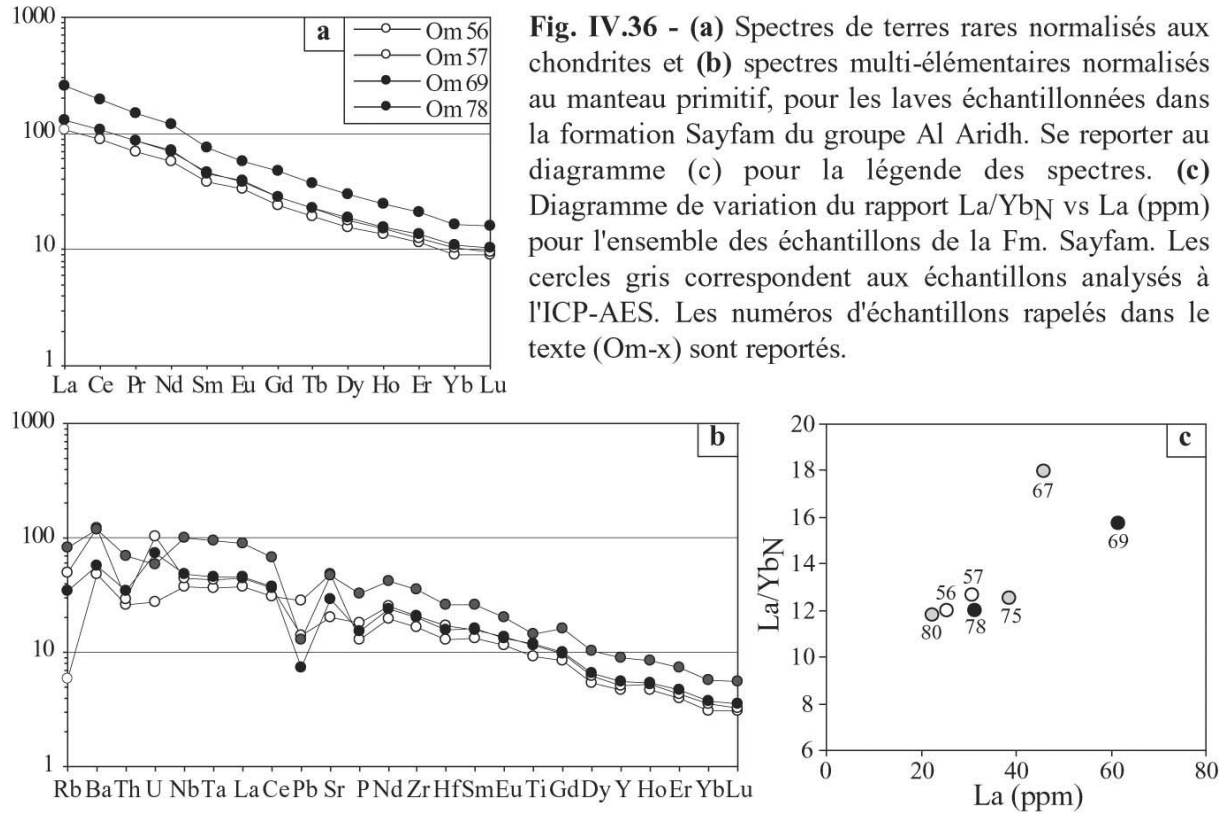 1000
100
10
1
a
Om 56
Om 57
Om 69
Om 78
La Ce Pr Nd Sm Eu Gd Tb Dy Ho Er Yb Lu
Fig. IV.36 - (a) Spectres de terres rares normalisés aux
chondrites et (b) spectres multi-élémentaires normalisés
au manteau primitif, pour les laves échantillonnées dans
la formation Sayfam du groupe Al Aridh. Se reporter au
diagramme (c) pour la légende des spectres. (c)
Diagramme de variation du rapport La/YbN vs La (ppm)
pour l'ensemble des échantillons de la Fm. Sayfam. Les
cercles gris correspondent aux échantillons analysés à
l'ICP-AES. Les numéros d'échantillons rapelés dans le
texte (Om-x) sont reportés.
1000
100
10
1
b
Rb Ba Th U Nb Ta La Ce Pb Sr P Nd Zr Hf Sm Eu Ti Gd Dy Y Ho Er Yb Lu
La/YbN
20
18
16
14
12
10
8
6
c
67
69
57
56
80
78
75
0 20 40 60 80
La (ppm)